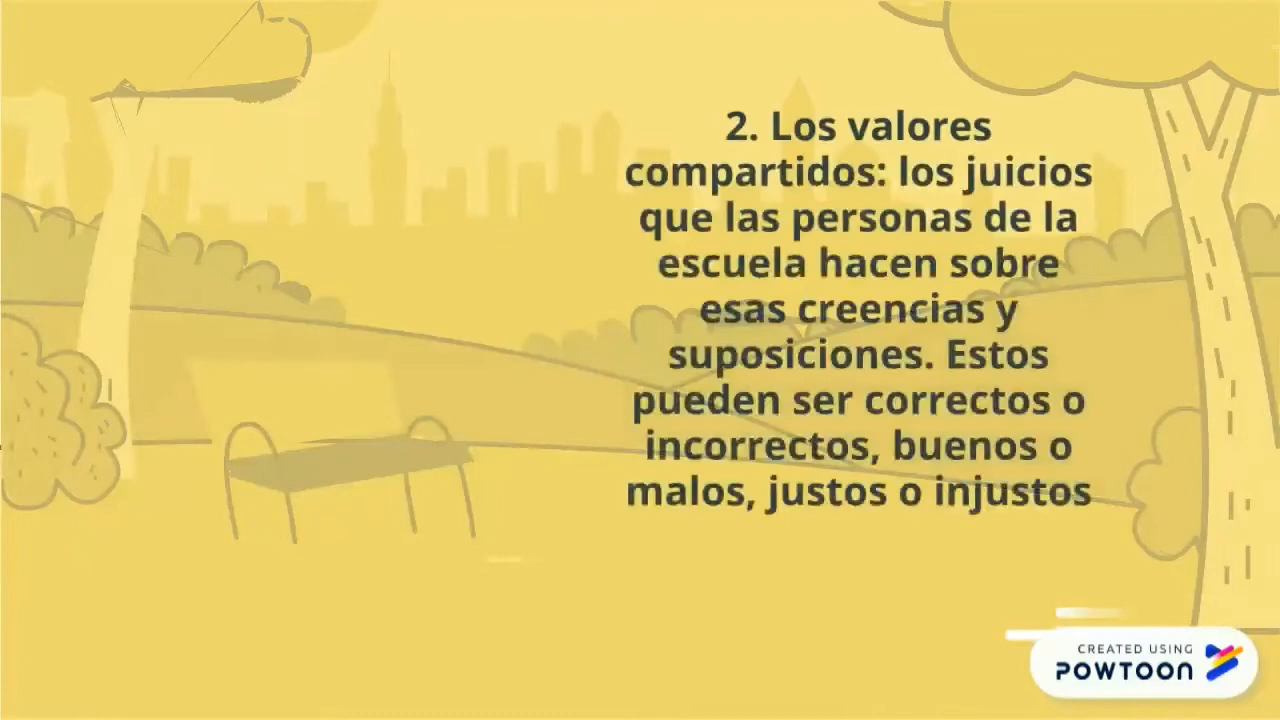 2. Los valores
compartidos: los juicios
que las personas de la
escuela hacen sobre
esas creencias y
suposiciones. Estos
pueden ser correctos o
incorrectos, buenos o
malos, justos o injustos
CREATED USING
POWTOON